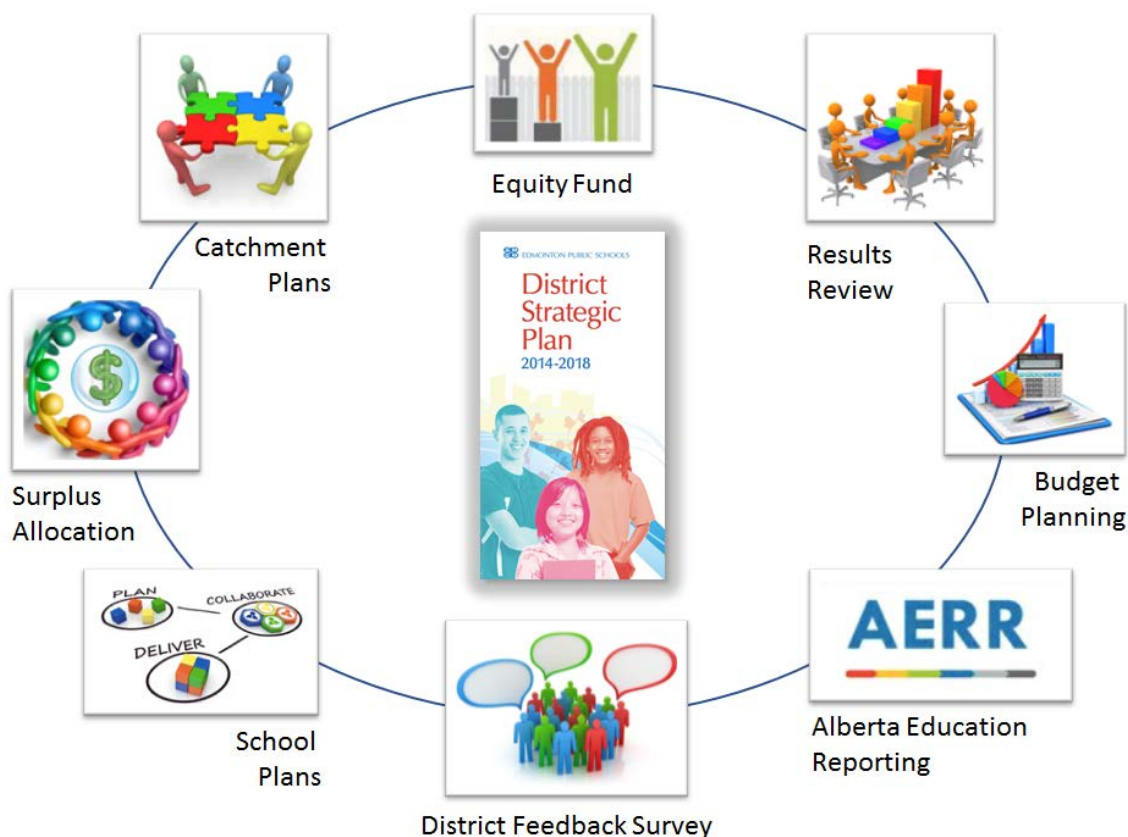 Equity Fund
Results
Review
Budget
Planning
AERR
Alberta Education
Reporting
District Feedback Survey
PLAN
COLLABORATE
DELIVER
School
Plans
Surplus
Allocation
Catchment
Plans
EDMONTON PUBLIC SCHOOLS
District
Strategic
Plan
2014-2018